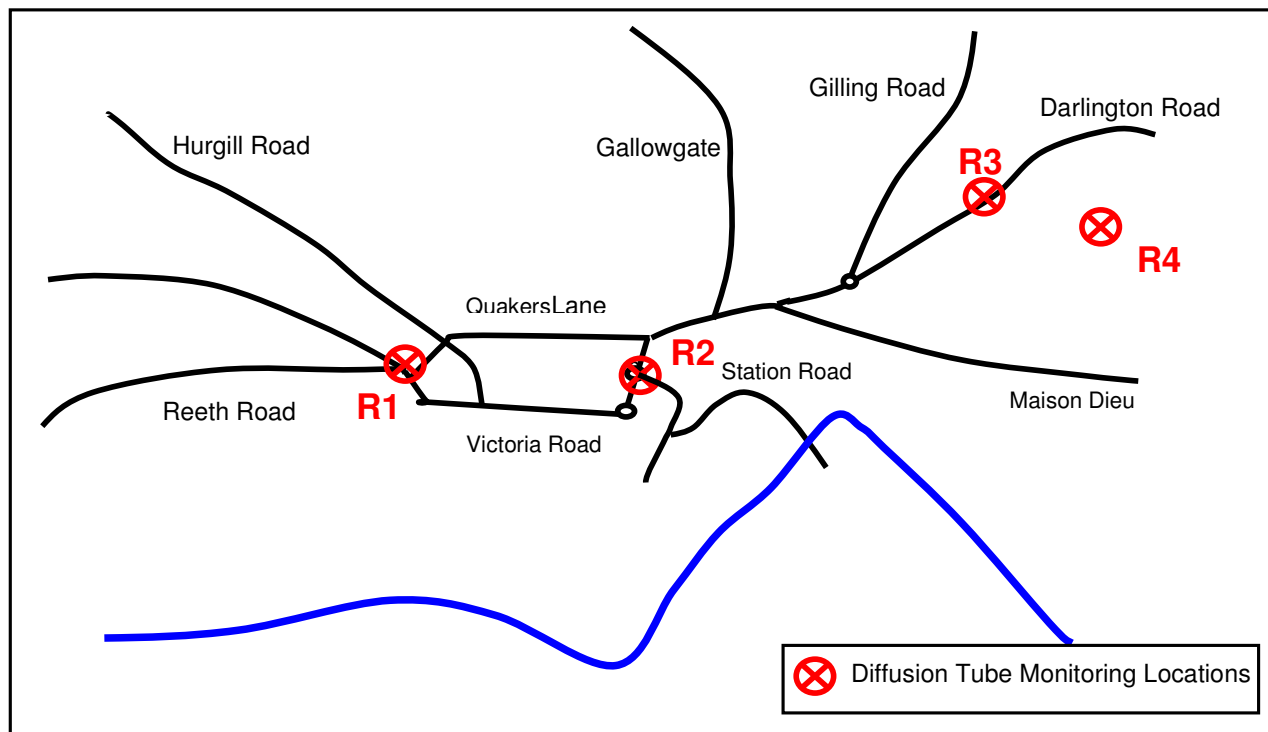 Gilling Road
Darlington Road
Hurgill Road
Gallowgate
R3
R4
QuakersLane
R2
Station Road
R1
Reeth Road
Maison Dieu
Victoria Road
Diffusion Tube Monitoring Locations